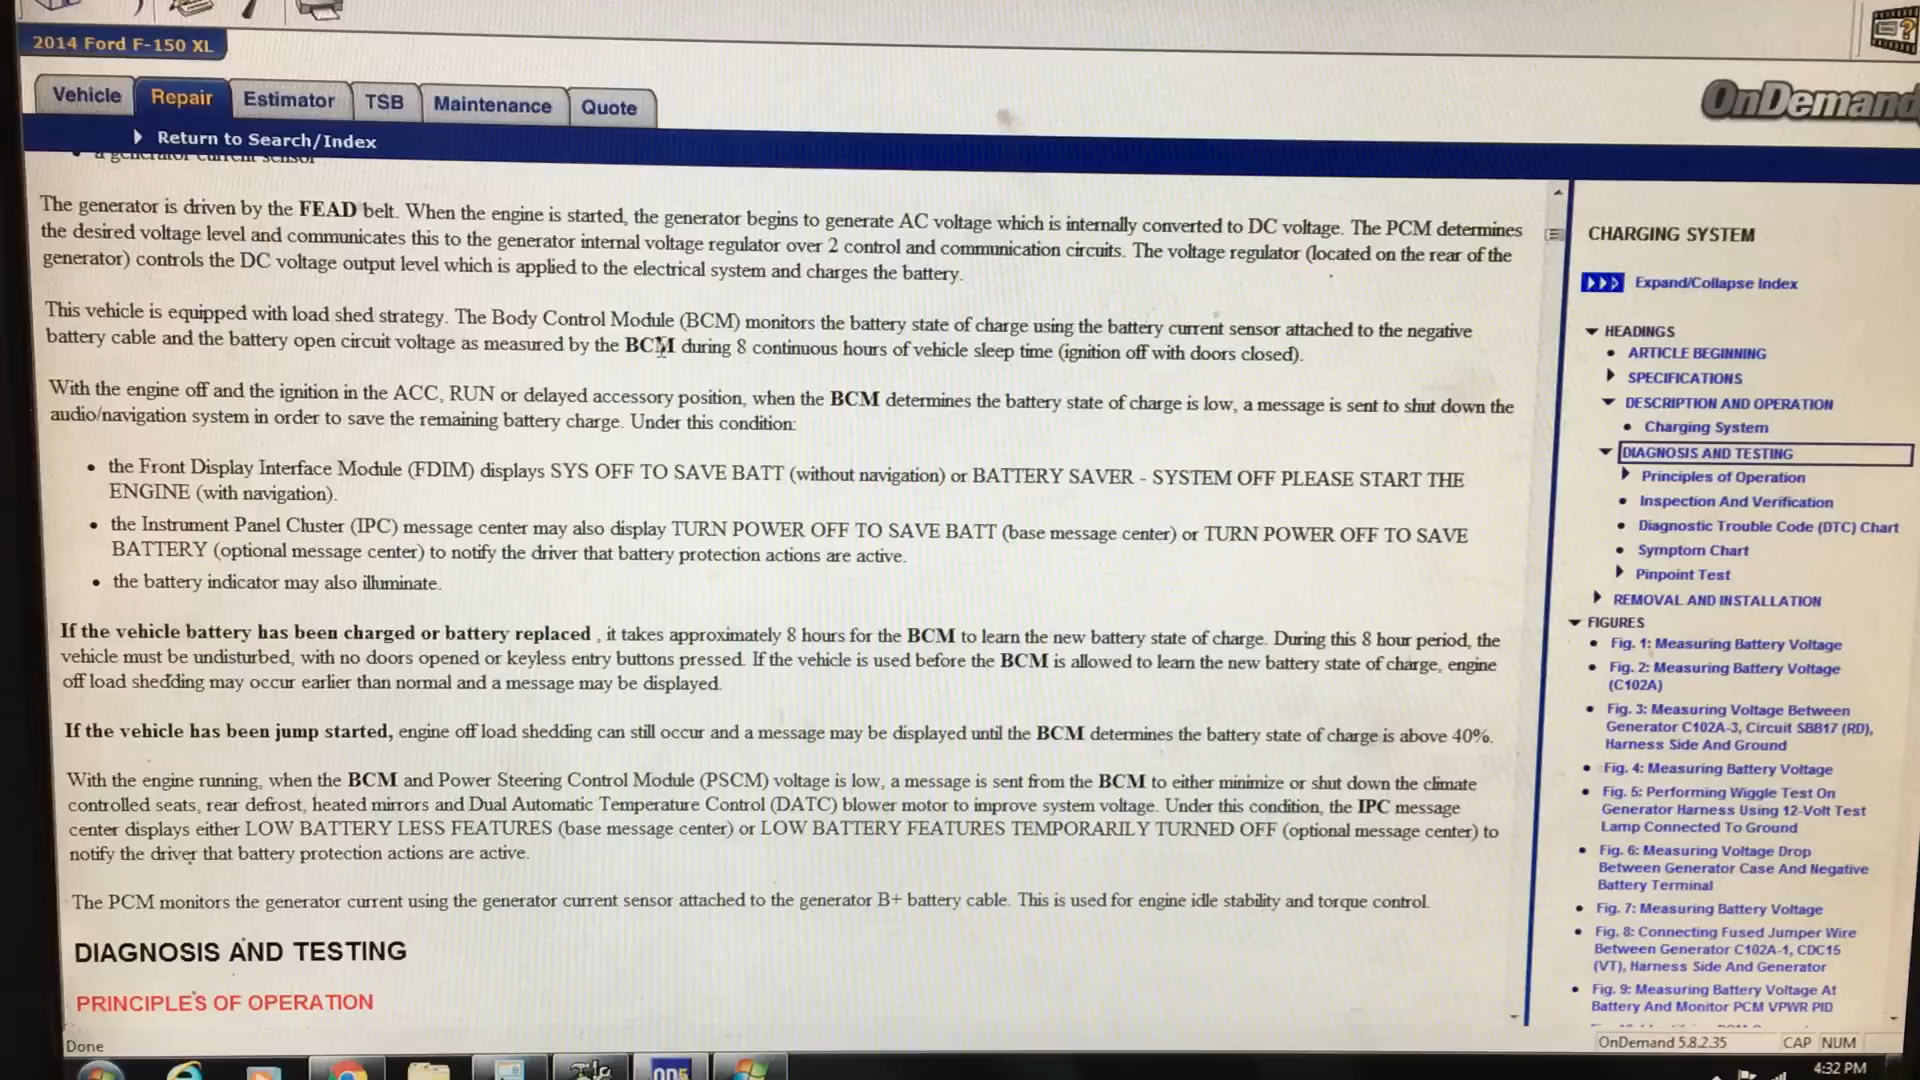 2014 Ford F-150 XL
Vehicle
Repair
Estimator
TSB
Maintenance
Quote
OnDemand
Return to Search/Index
a generator current sensor
The generator is driven by the FEAD belt. When the engine is started, the generator begins to generate AC voltage which is internally converted to DC voltage. The PCM determines
the desired voltage level and communicates this to the generator internal voltage regulator over 2 control and communication circuits. The voltage regulator (located on the rear of the
generator) controls the DC voltage output level which is applied to the electrical system and charges the battery.
This vehicle is equipped with load shed strategy. The Body Control Module (BCM) monitors the battery state of charge using the battery current sensor attached to the negative
battery cable and the battery open circuit voltage as measured by the BCM during 8 continuous hours of vehicle sleep time (ignition off with doors closed).
With the engine off and the ignition in the ACC, RUN or delayed accessory position, when the BCM determines the battery state of charge is low, a message is sent to shut down the
audio/navigation system in order to save the remaining battery charge. Under this condition:
• the Front Display Interface Module (FDIM) displays SYS OFF TO SAVE BATT (without navigation) or BATTERY SAVER - SYSTEM OFF PLEASE START THE
ENGINE (with navigation).
• the Instrument Panel Cluster (IPC) message center may also display TURN POWER OFF TO SAVE BATT (base message center) or TURN POWER OFF TO SAVE
BATTERY (optional message center) to notify the driver that battery protection actions are active.
• the battery indicator may also illuminate.
If the vehicle battery has been charged or battery replaced , it takes approximately 8 hours for the BCM to learn the new battery state of charge. During this 8 hour period, the
vehicle must be undisturbed, with no doors opened or keyless entry buttons pressed. If the vehicle is used before the BCM is allowed to learn the new battery state of charge, engine
off load shedding may occur earlier than normal and a message may be displayed.
If the vehicle has been jump started, engine off load shedding can still occur and a message may be displayed until the BCM determines the battery state of charge is above 40%.
With the engine running, when the BCM and Power Steering Control Module (PSCM) voltage is low, a message is sent from the BCM to either minimize or shut down the climate
controlled seats, rear defrost, heated mirrors and Dual Automatic Temperature Control (DATC) blower motor to improve system voltage. Under this condition, the IPC message
center displays either LOW BATTERY LESS FEATURES (base message center) or LOW BATTERY FEATURES TEMPORARILY TURNED OFF (optional message center) to
notify the driver that battery protection actions are active.
The PCM monitors the generator current using the generator current sensor attached to the generator B+ battery cable. This is used for engine idle stability and torque control.
DIAGNOSIS AND TESTING
PRINCIPLES OF OPERATION
CHARGING SYSTEM
Expand/Collapse Index
HEADINGS
• ARTICLE BEGINNING
SPECIFICATIONS
DESCRIPTION AND OPERATION
• Charging System
DIAGNOSIS AND TESTING
Principles of Operation
• Inspection And Verification
• Diagnostic Trouble Code (DTC) Chart
• Symptom Chart
Pinpoint Test
REMOVAL AND INSTALLATION
FIGURES
• Fig. 1: Measuring Battery Voltage
• Fig. 2: Measuring Battery Voltage
(C102A)
• Fig. 3: Measuring Voltage Between
Generator C102A-3, Circuit SBB17 (RD),
Harness Side And Ground
• Fig. 4: Measuring Battery Voltage
• Fig. 5: Performing Wiggle Test On
Generator Harness Using 12-Volt Test
Lamp Connected To Ground
• Fig. 6: Measuring Voltage Drop
Between Generator Case And Negative
Battery Terminal
• Fig. 7: Measuring Battery Voltage
• Fig. 8: Connecting Fused Jumper Wire
Between Generator C102A-1, CDC15
(VT), Harness Side And Generator
• Fig. 9: Measuring Battery Voltage At
Battery And Monitor PCM VPWR PID
Done
OnDemand 5.8.2.35
CAP NUM
OD5
4:32 PM